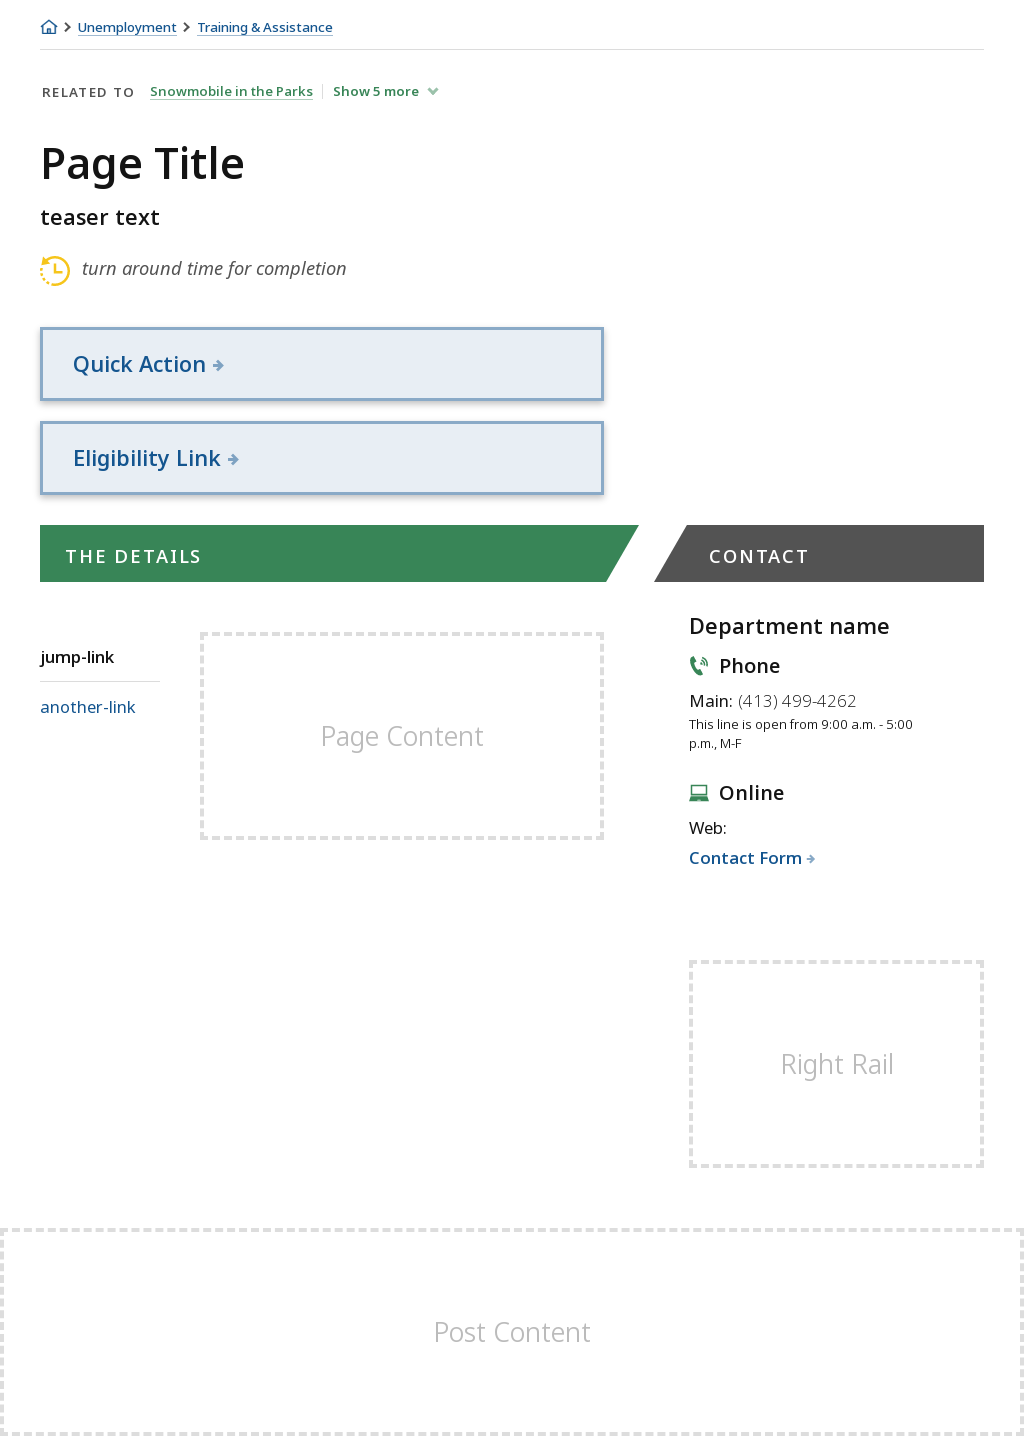 Unemployment Training & Assistance
RELATED TO Snowmobile in the Parks Show 5 more
Page Title
teaser text
turn around time for completion
Quick Action
Eligibility Link
THE DETAILS
jump-link
another-link
Page Content
CONTACT
Department name
Phone
Main: (413) 499-4262
This line is open from 9:00 a.m. - 5:00
p.m., M-F
Online
Web:
Contact Form
Right Rail
Post Content